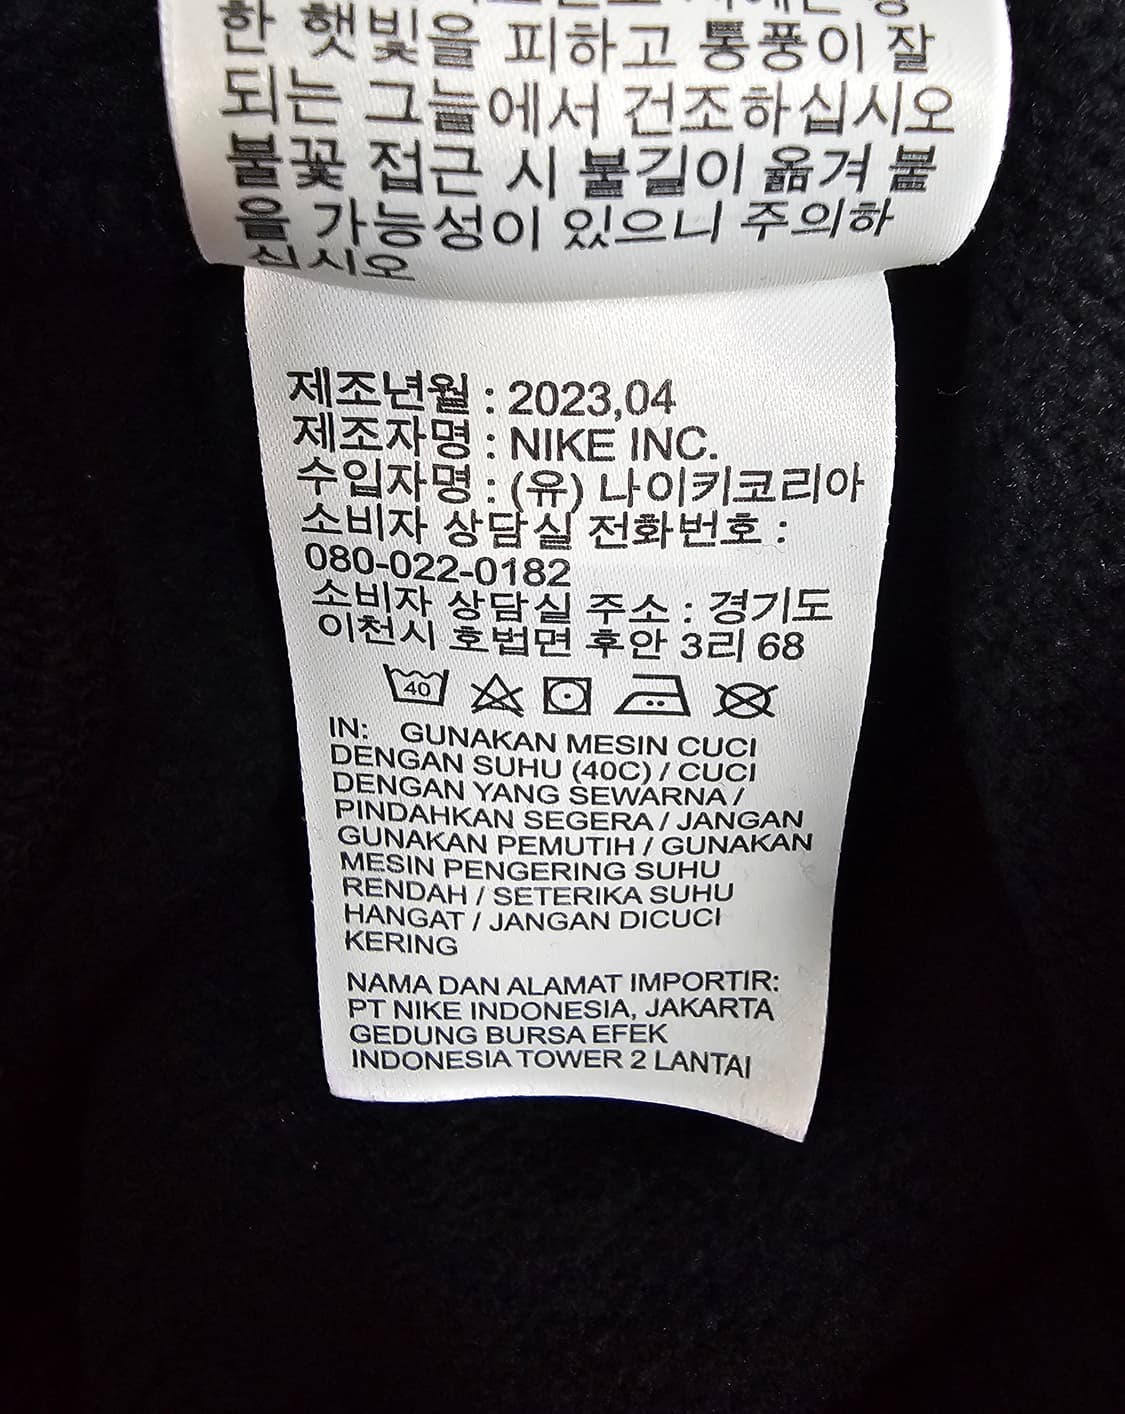 한 햇빛을 피하고 통풍이 잘
되는 그늘에서 건조하십시오
불꽃 접근 시 불길이 옮겨 붙
을 가능성이 있으니 주의하
십시오
제조년월 : 2023,04
제조자명 : NIKE INC.
수입자명 : (유) 나이키코리아
소비자 상담실 전화번호 :
080-022-0182
소비자 상담실 주소 : 경기도
이천시 호법면 후안 3리 68
40
IN: GUNAKAN MESIN CUCI
DENGAN SUHU (40C) / CUCI
DENGAN YANG SEWARNA /
PINDAHKAN SEGERA / JANGAN
GUNAKAN PEMUTIH / GUNAKAN
MESIN PENGERING SUHU
RENDAH / SETERIKA SUHU
HANGAT / JANGAN DICUCI
KERING
NAMA DAN ALAMAT IMPORTIR:
PT NIKE INDONESIA, JAKARTA
GEDUNG BURSA EFEK
INDONESIA TOWER 2 LANTAI